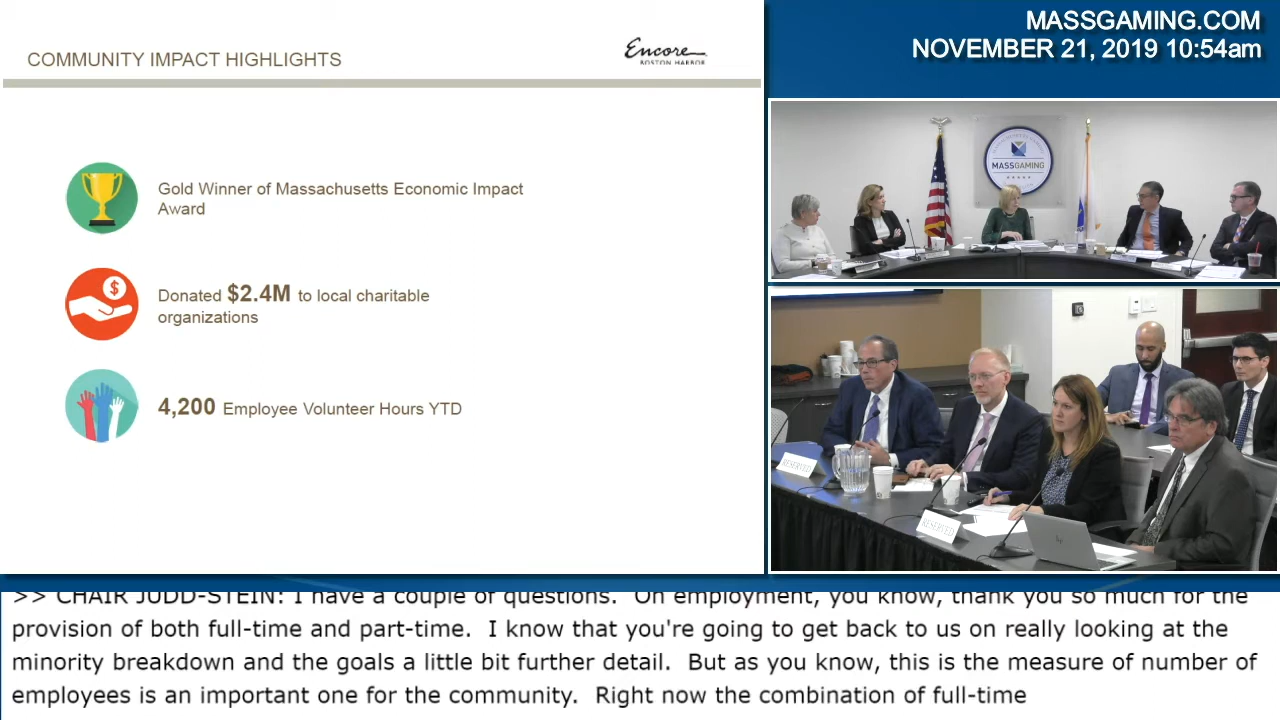 COMMUNITY IMPACT HIGHLIGHTS
Encore
BOSTON HARBOR
Gold Winner of Massachusetts Economic Impact
Award
Donated $2.4M to local charitable
organizations
4,200 Employee Volunteer Hours YTD
MASSGAMING.COM
NOVEMBER 21, 2019 10:54am
MASSGAMING
RESERVED
RESERVED
>> CHAIR JUDD-STEIN: I have a couple of questions. On employment, you know, thank you so much for the
provision of both full-time and part-time. I know that you're going to get back to us on really looking at the
minority breakdown and the goals a little bit further detail. But as you know, this is the measure of number of
employees is an important one for the community. Right now the combination of full-time